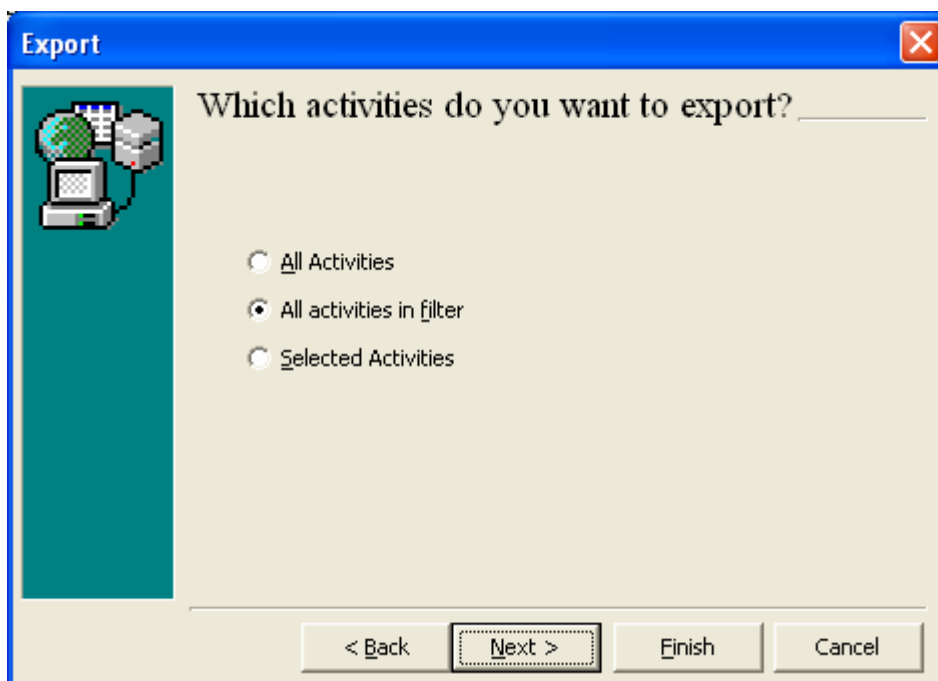 Export
Which activities do you want to export?
All Activities
All activities in filter
Selected Activities
< Back Next > Finish Cancel